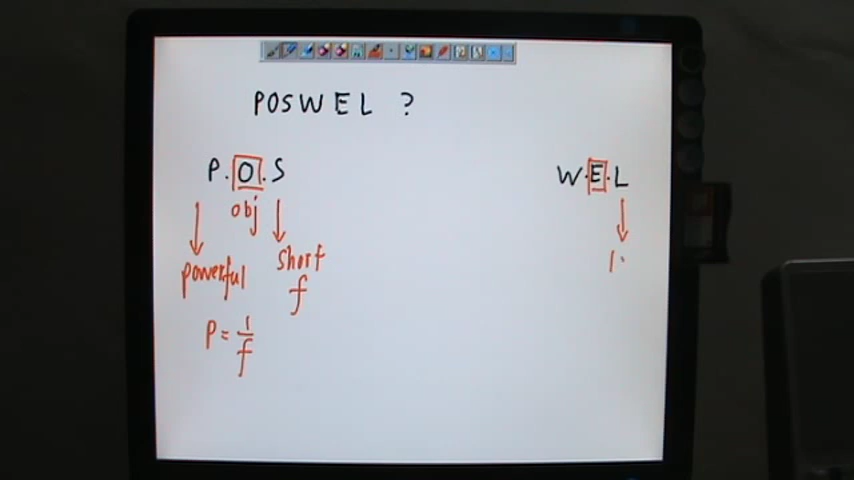 POSWEL ?
P.O.S
W.E.L
obj
powerful
short
f
P = 1/f